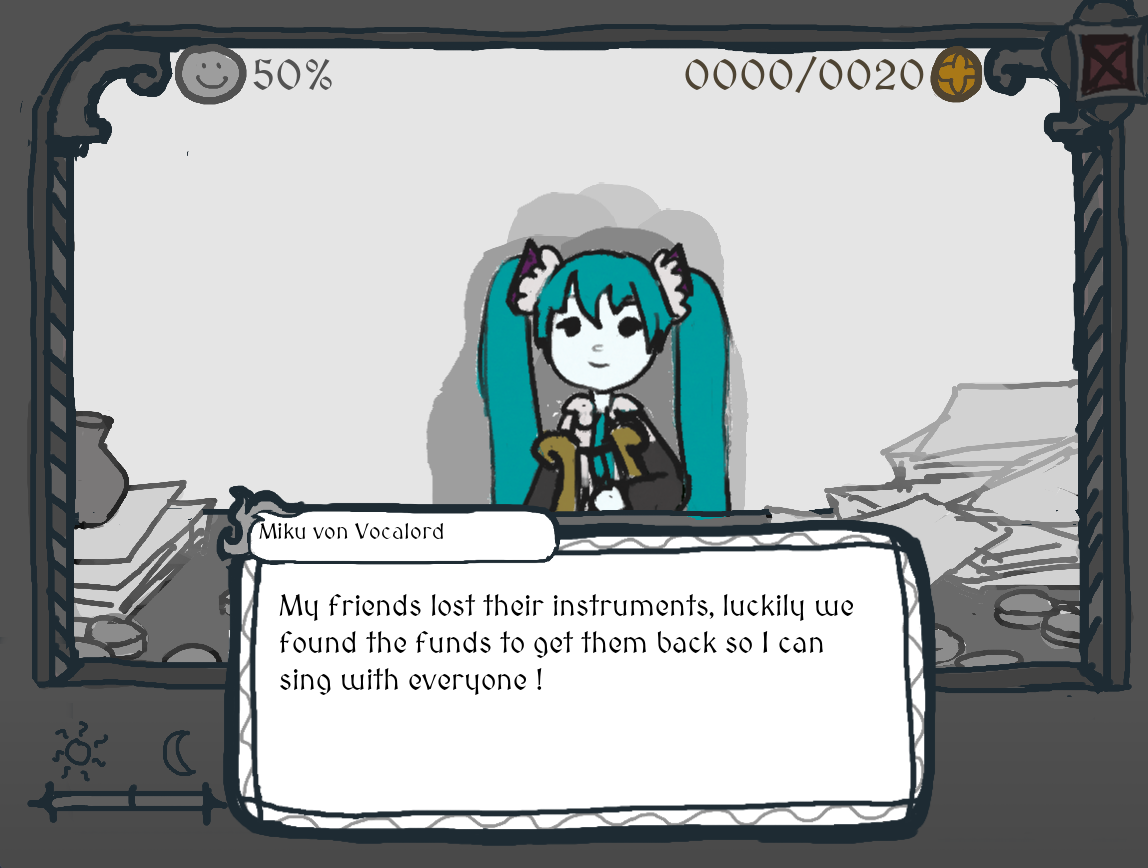 50%
0000/0020
Miku von Vocalord
My friends lost their instruments, luckily we
found the funds to get them back so I can
sing with everyone !